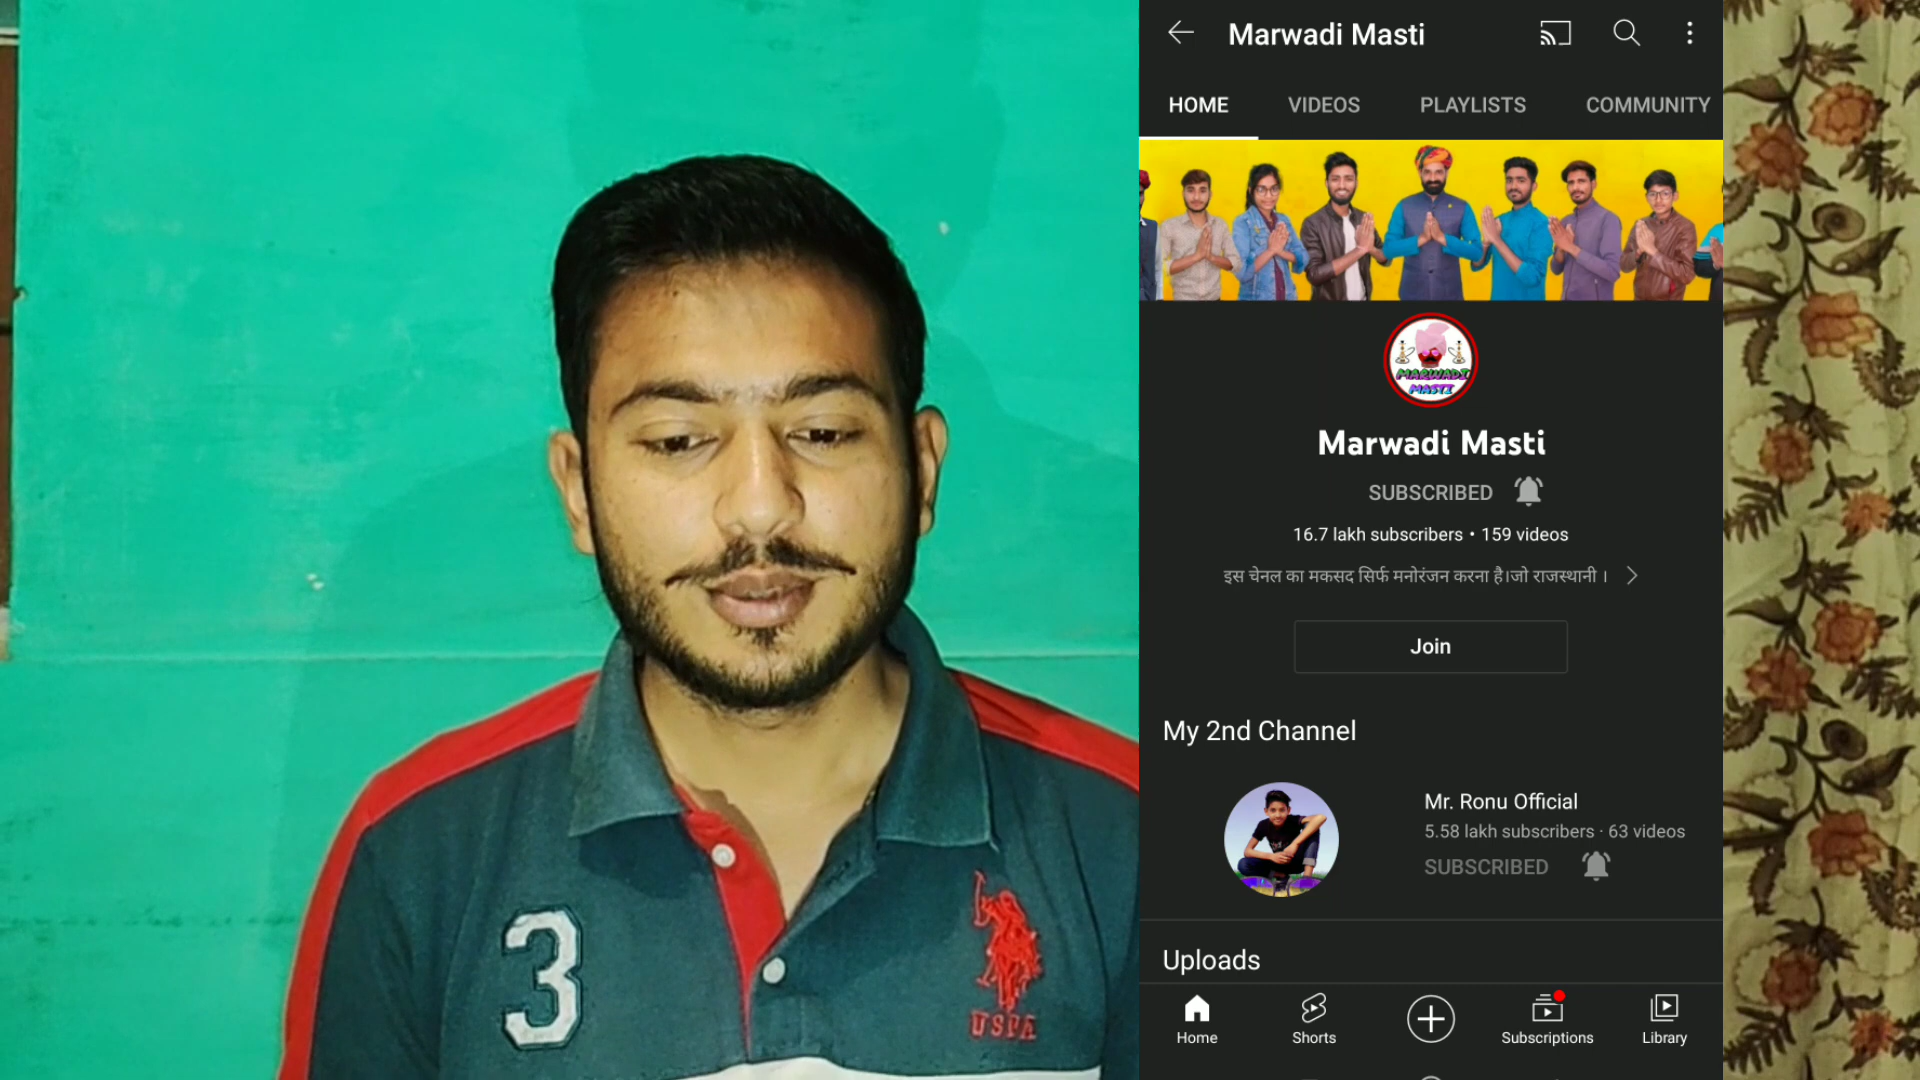 Marwadi Masti
HOME VIDEOS PLAYLISTS COMMUNITY
MARWADI
MASTI
Marwadi Masti
SUBSCRIBED
16.7 lakh subscribers • 159 videos
इस चेनल का मकसद सिर्फ मनोरंजन करना है।जो राजस्थानी ।
Join
My 2nd Channel
Mr. Ronu Official
5.58 lakh subscribers · 63 videos
SUBSCRIBED
Uploads
Home Shorts Subscriptions Library
3
USPA